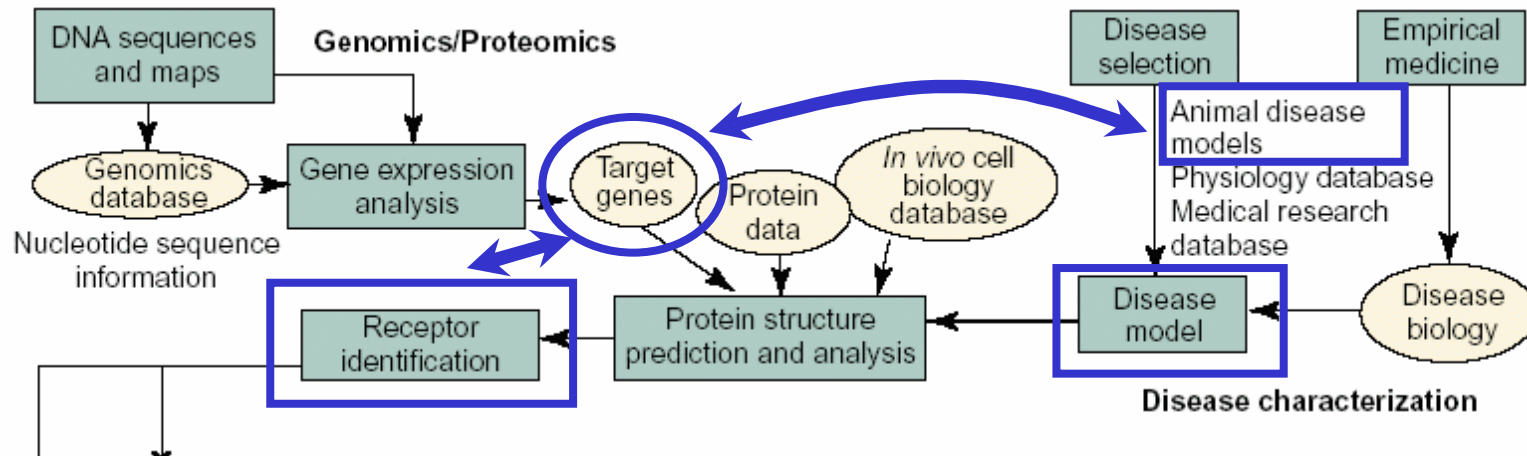 DNA sequences
and maps
Genomics/Proteomics
Disease
selection
Empirical
medicine
Animal disease
models
Physiology database
Medical research
database
Genomics
database
Gene expression
analysis
Target
genes
Protein
data
In vivo cell
biology
database
Nucleotide sequence
information
Receptor
identification
Protein structure
prediction and analysis
Disease
model
Disease
biology
Disease characterization